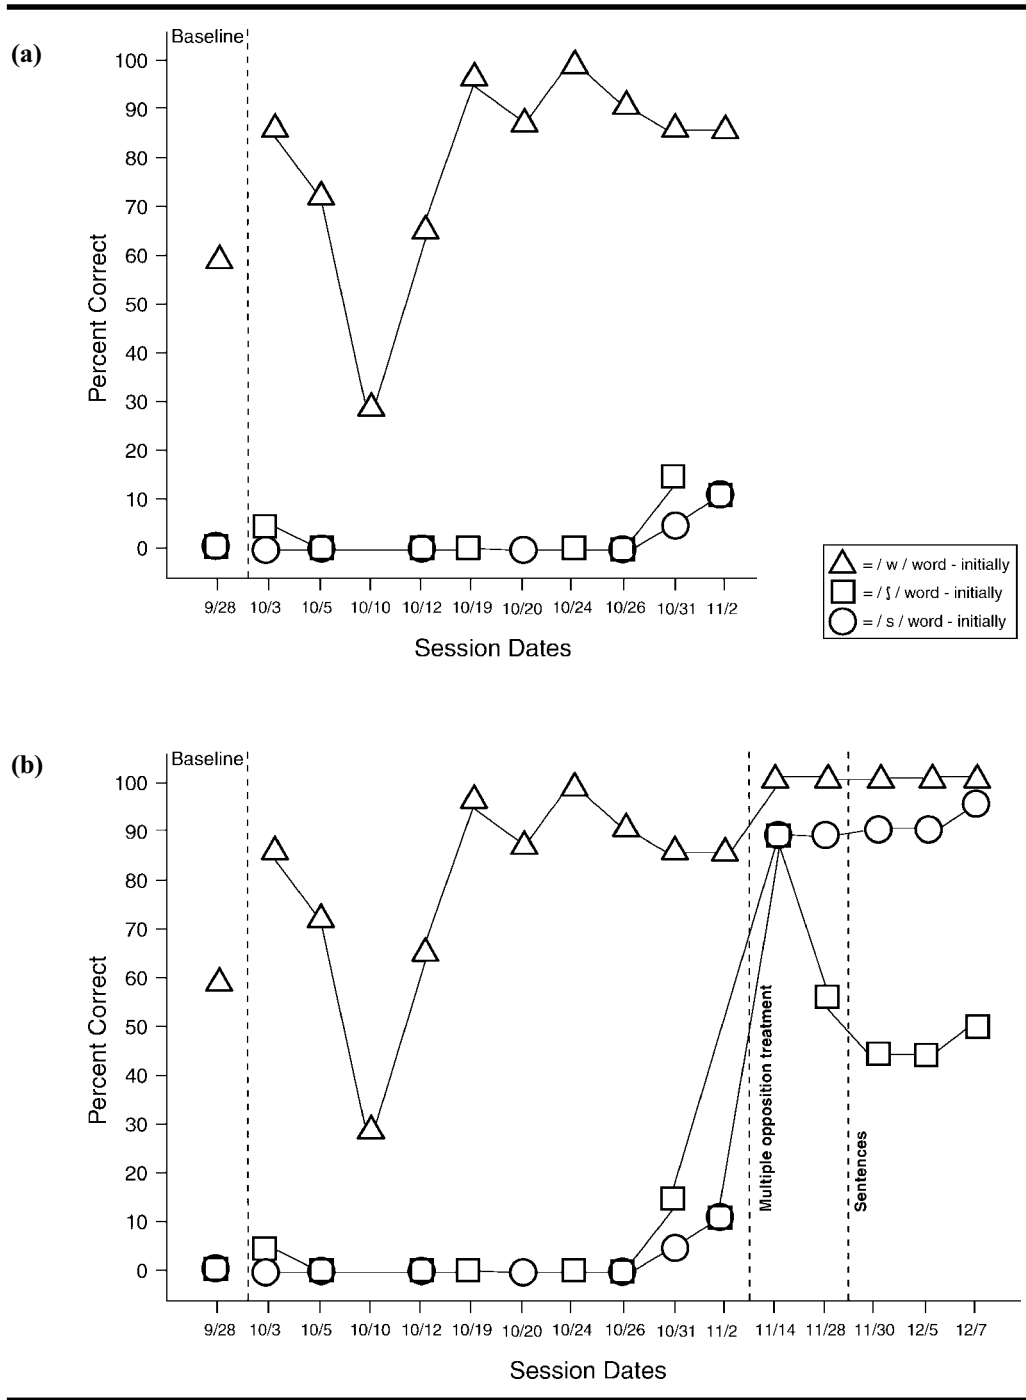 (a)
Baseline
100
90
80
70
60
50
40
30
20
10
0
Percent Correct
9/28 10/3 10/5 10/10 10/12 10/19 10/20 10/24 10/26 10/31 11/2
Session Dates
= / w / word - initially
= / ʃ / word - initially
= / s / word - initially
(b)
Baseline
100
90
80
70
60
50
40
30
20
10
0
Percent Correct
Multiple opposition treatment
Sentences
9/28 10/3 10/5 10/10 10/12 10/19 10/20 10/24 10/26 10/31 11/2 11/14 11/28 11/30 12/5 12/7
Session Dates